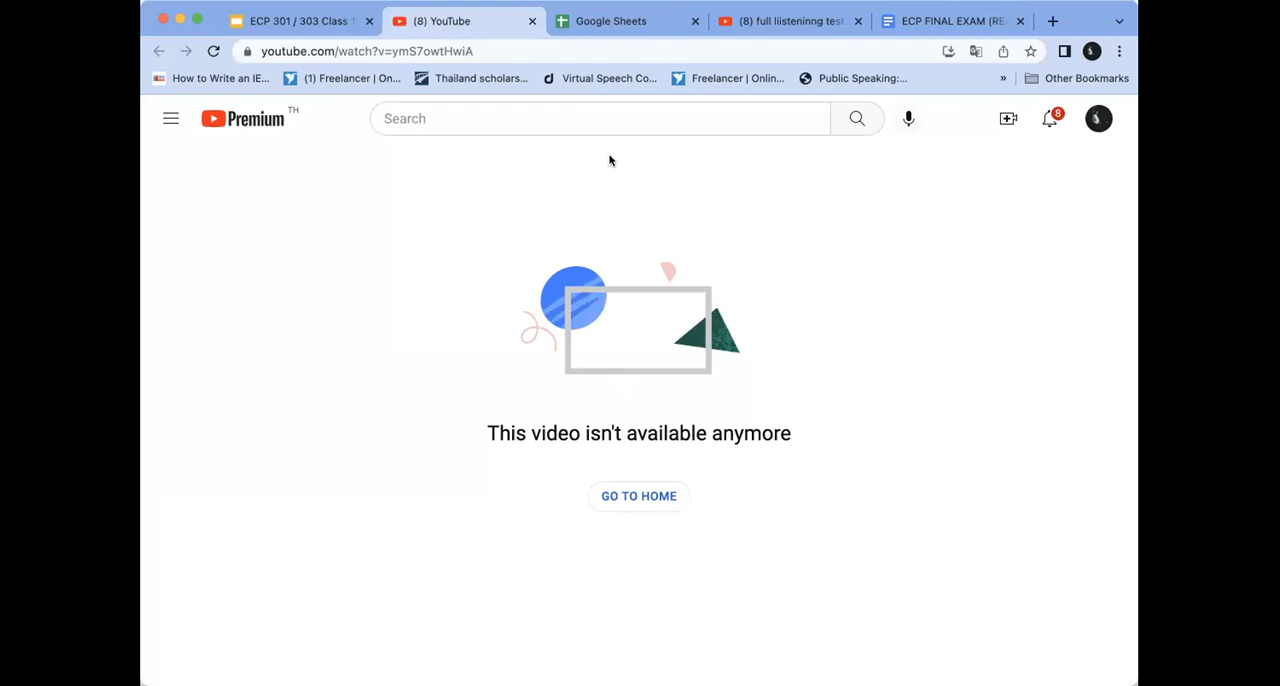 ECP 301 / 303 Class
(8) YouTube
Google Sheets
(8) full liisteninng tes
ECP FINAL EXAM (RE
youtube.com/watch?v=ymS7owtHwiA
How to Write an IE...
(1) Freelancer | On...
Thailand scholars...
Virtual Speech Co...
Freelancer | Onlin...
Public Speaking:...
»
Other Bookmarks
Premium TH
Search
8
This video isn't available anymore
GO TO HOME